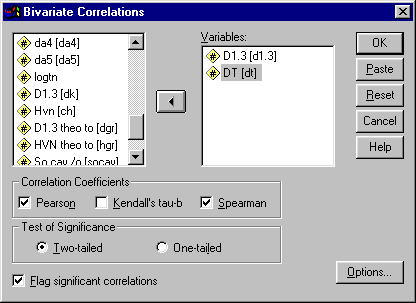 Bivariate Correlations
da4 [da4]
da5 [da5]
logtn
D1.3 [dk]
Hvn [ch]
D1.3 theo to [dgr]
HVN theo to [hgr]
So cay /o [socay]
Variables:
D1.3 [d1.3]
DT [dt]
OK
Paste
Reset
Cancel
Help
Correlation Coefficients
Pearson
Kendall's tau-b
Spearman
Test of Significance
Two-tailed
One-tailed
Flag significant correlations
Options...